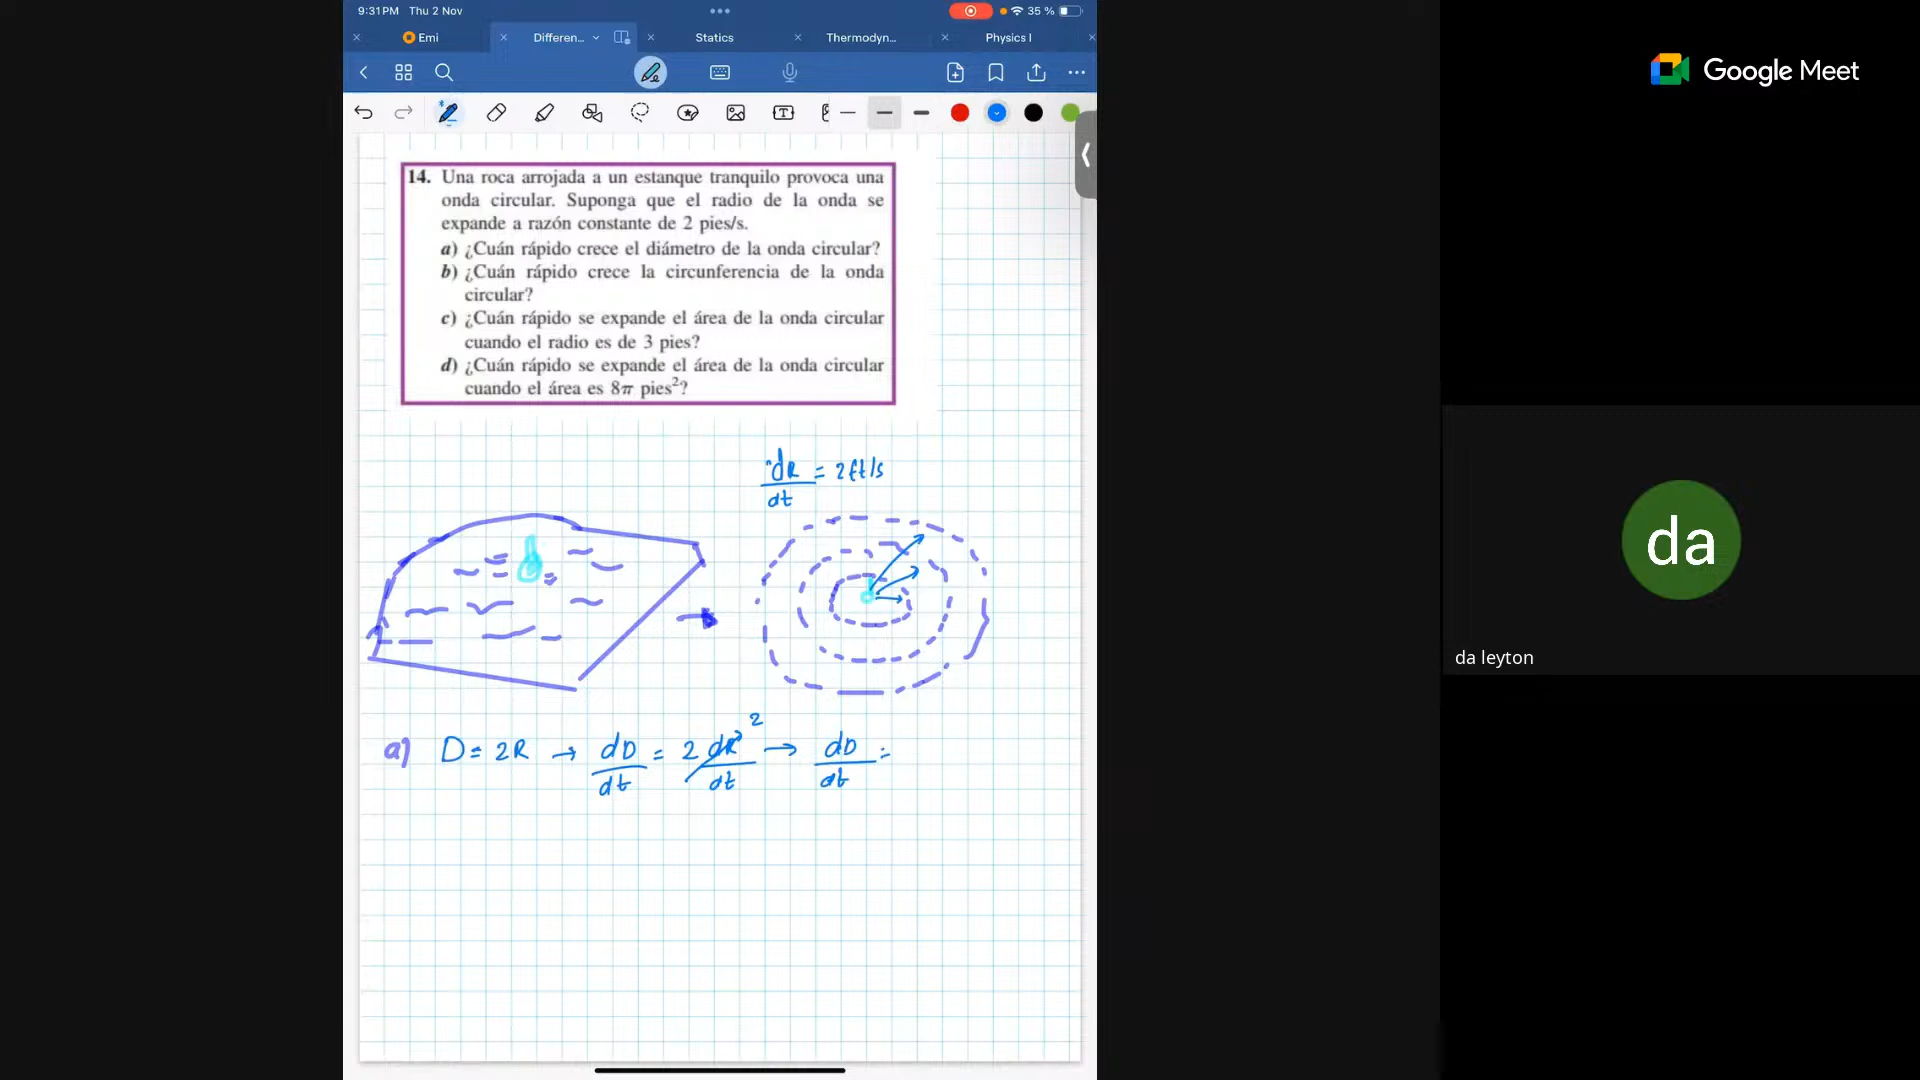 9:31PM Thu 2 Nov
35 %
Emi
Differen...
Statics
Thermodyn...
Physics I
14. Una roca arrojada a un estanque tranquilo provoca una
onda circular. Suponga que el radio de la onda se
expande a razón constante de 2 pies/s.
a) ¿Cuán rápido crece el diámetro de la onda circular?
b) ¿Cuán rápido crece la circunferencia de la onda
circular?
c) ¿Cuán rápido se expande el área de la onda circular
cuando el radio es de 3 pies?
d) ¿Cuán rápido se expande el área de la onda circular
cuando el área es 8π pies²?
dR/dt = 2ft/s
a) D = 2R → dD/dt = 2 dR/dt ² → dD/dt =
Google Meet
da
da leyton